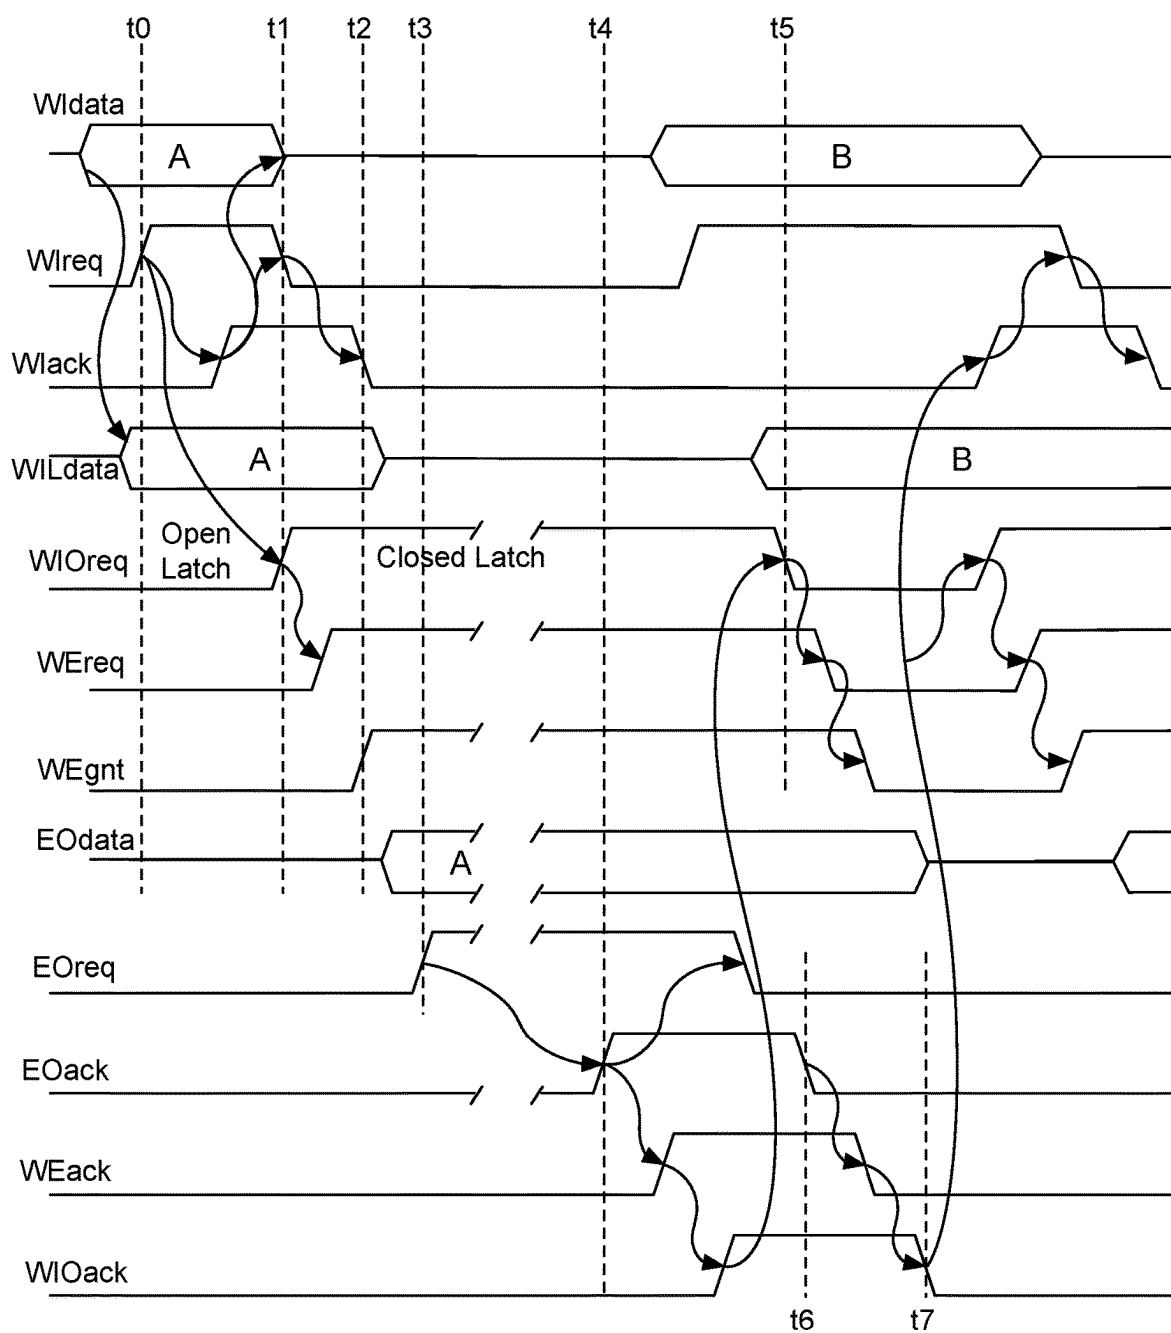 t0 t1 t2 t3 t4 t5
WIdata
A B
WIreq
WIack
WILdata A B
Open
Latch
WIOreq Closed Latch
WEreq
WEgnt
EOdata
A
EOreq
EOack
WEack
WIOack
t6 t7